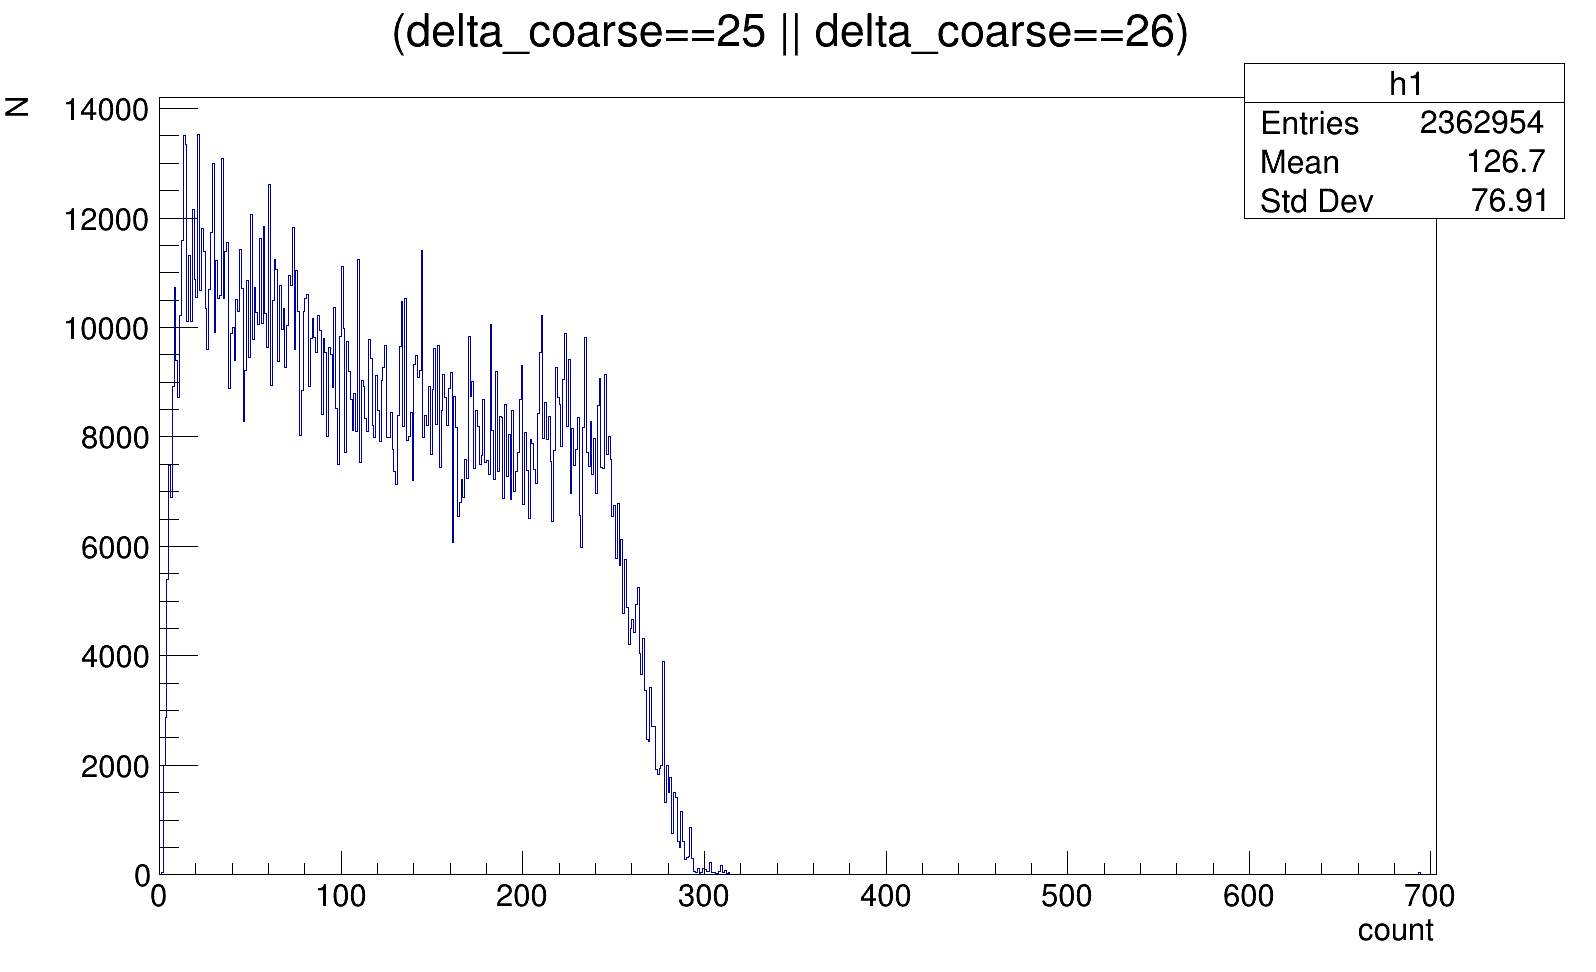 (delta_coarse==25 || delta_coarse==26)
h1
Entries 2362954
Mean 126.7
Std Dev 76.91
N
14000
12000
10000
8000
6000
4000
2000
0
0 100 200 300 400 500 600 700
count